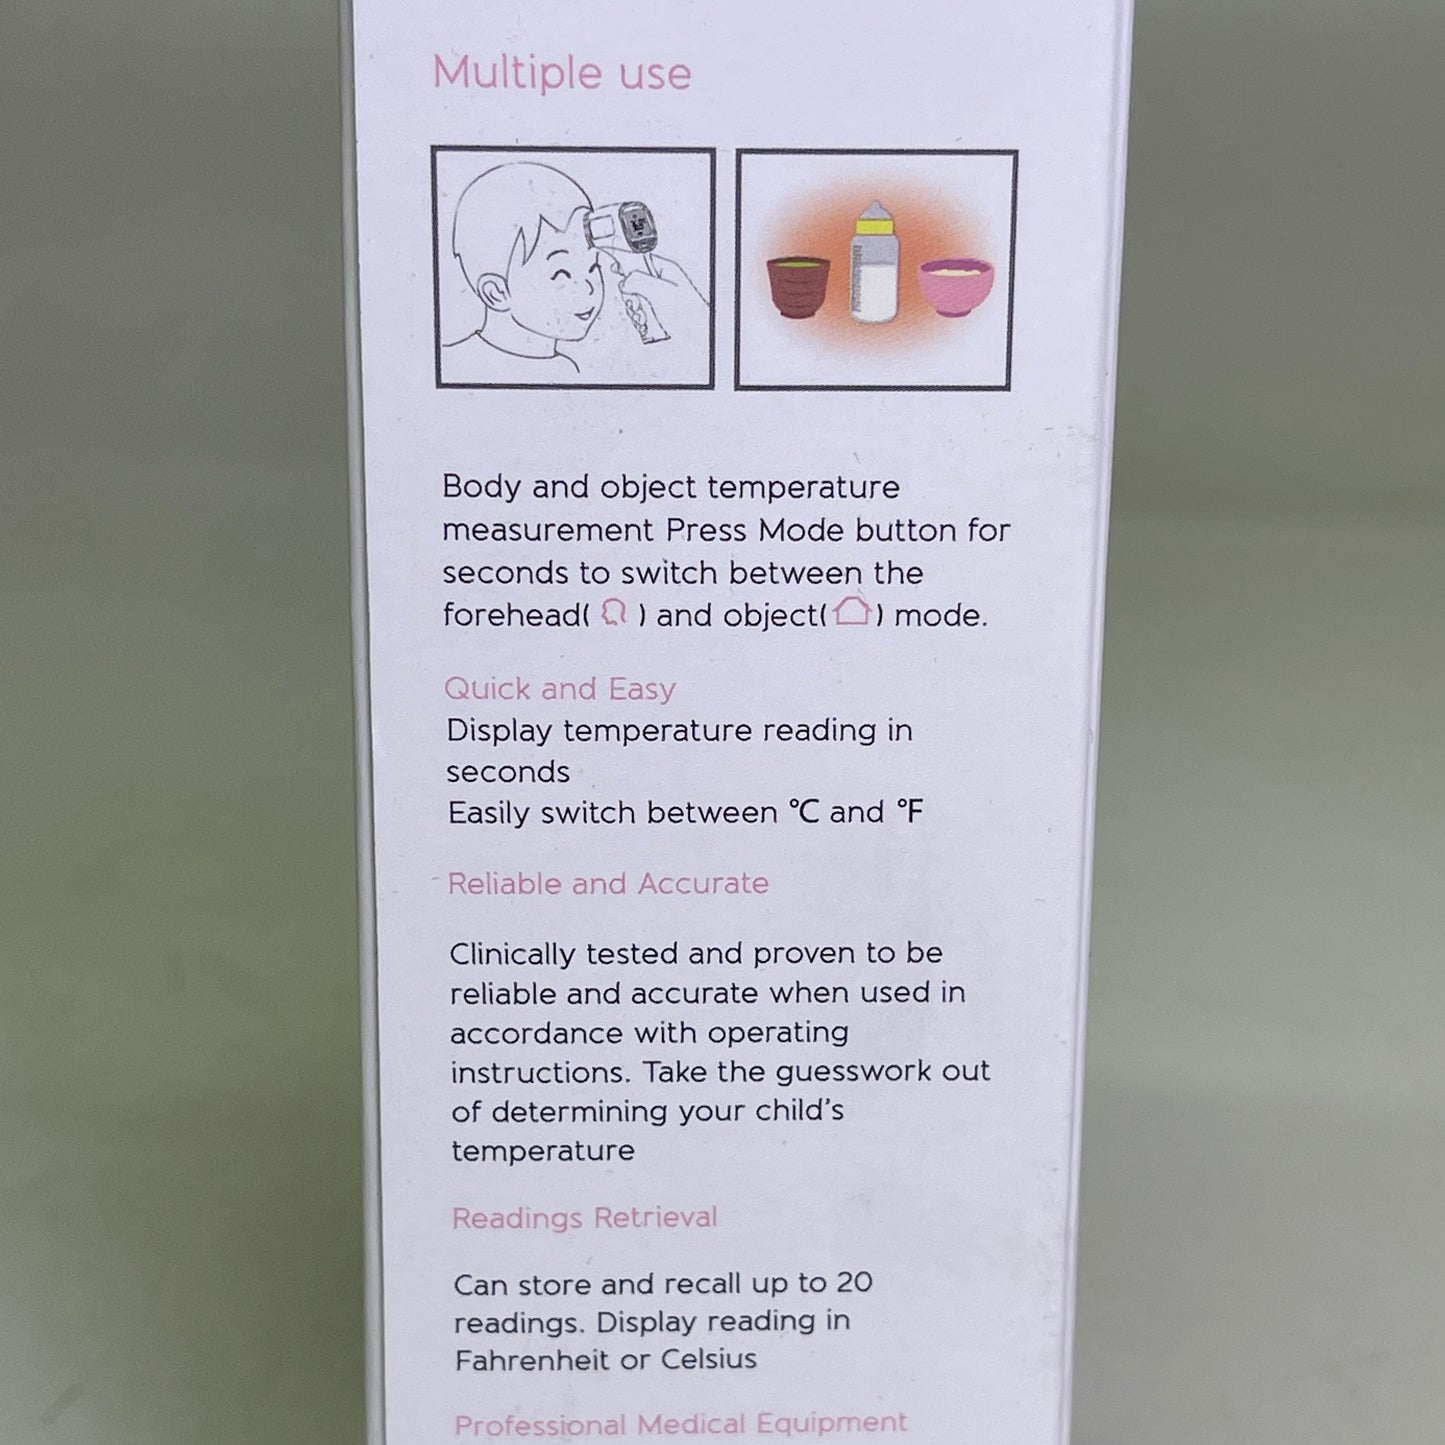 Multiple use
Body and object temperature
measurement Press Mode button for
seconds to switch between the
forehead( ) and object( ) mode.
Quick and Easy
Display temperature reading in
seconds
Easily switch between °C and °F
Reliable and Accurate
Clinically tested and proven to be
reliable and accurate when used in
accordance with operating
instructions. Take the guesswork out
of determining your child's
temperature
Readings Retrieval
Can store and recall up to 20
readings. Display reading in
Fahrenheit or Celsius
Professional Medical Equipment